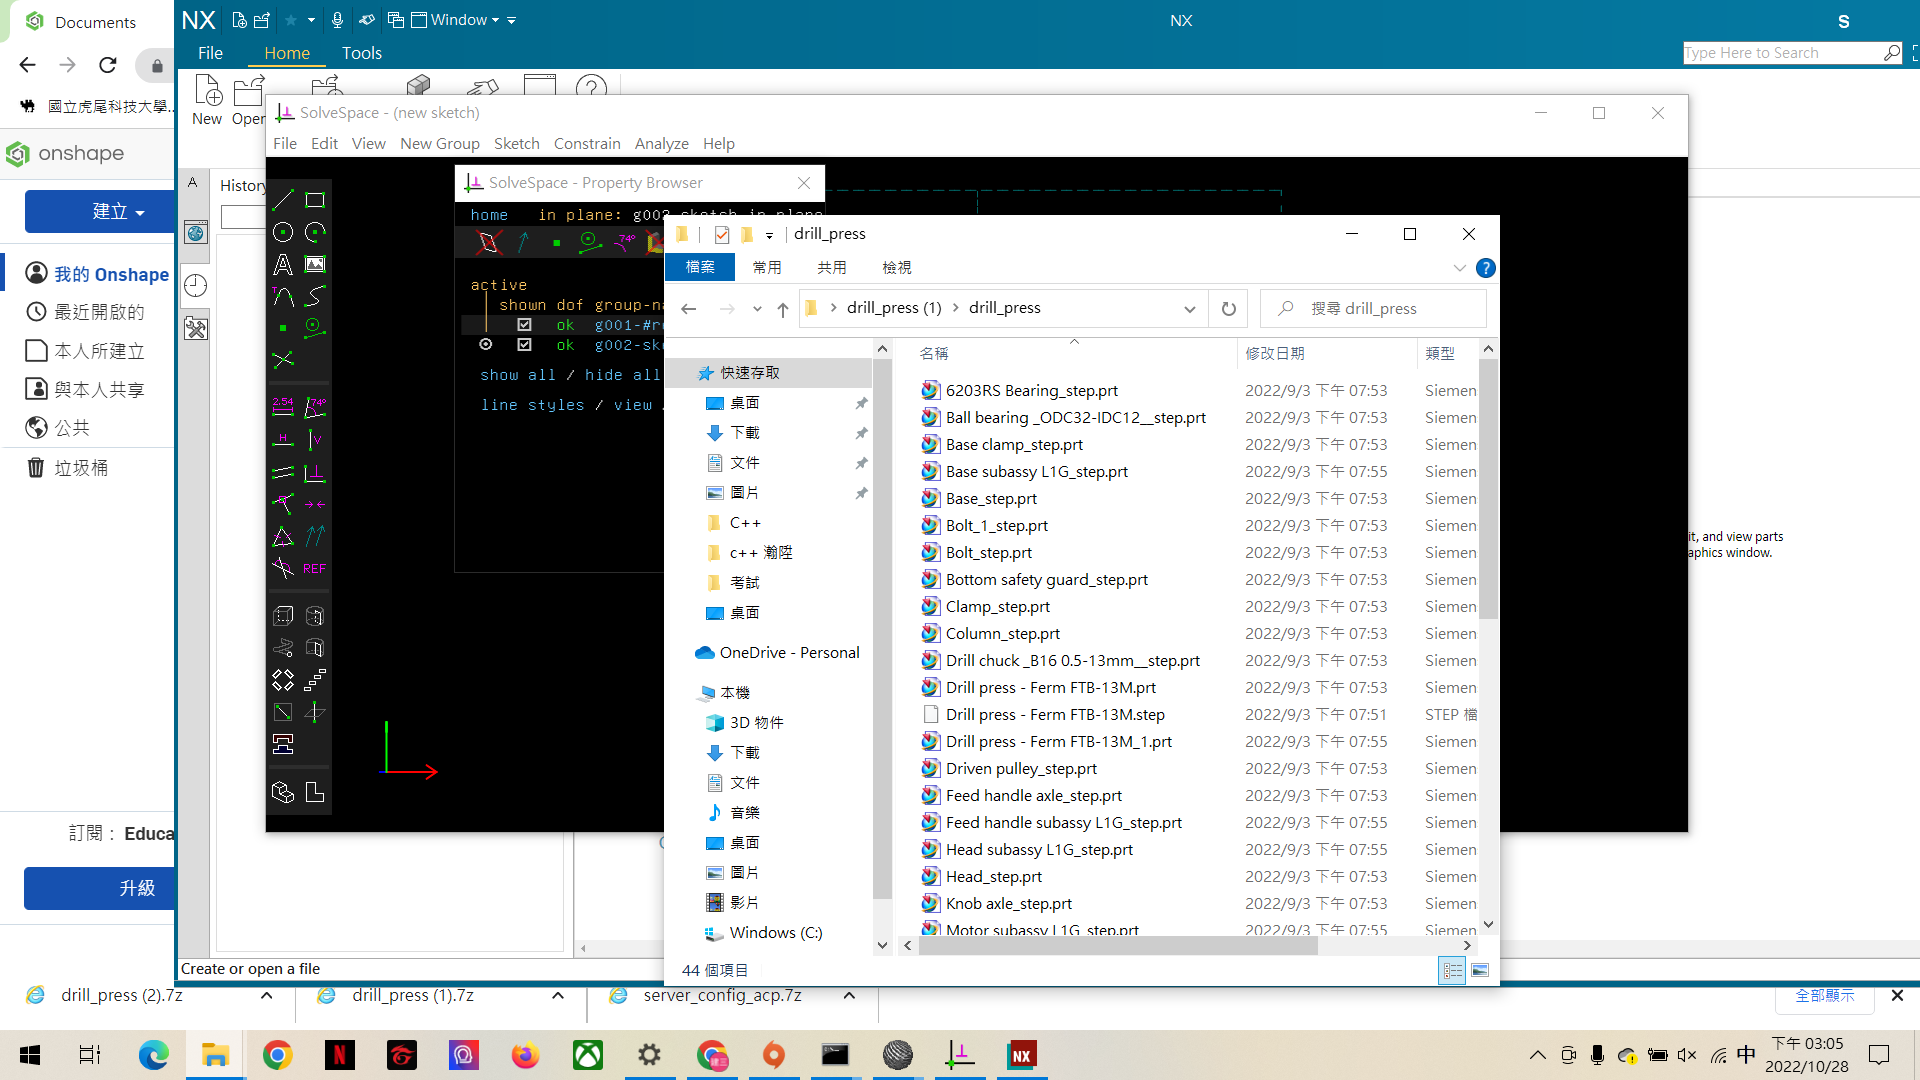 Documents
國立虎尾科技大學...
onshape
建立
我的 Onshape
最近開啟的
本人所建立
與本人共享
公共
垃圾桶
訂閱： Educa
升級
NX
Window
NX
S
File
Home
Tools
Type Here to Search
New
Open
History
A
it, and view parts
aphics window.
Create or open a file
SolveSpace - (new sketch)
File
Edit
View
New Group
Sketch
Constrain
Analyze
Help
2.54
74°
H
V
REF
SolveSpace - Property Browser
home in plane: g002-sketch-in-plane
74°
active
shown dof group-na
ok g001-#re
ok g002-ske
show all / hide all
line styles / view
drill_press
檔案
常用
共用
檢視
drill_press (1) > drill_press
搜尋 drill_press
快速存取
桌面
下載
文件
圖片
C++
c++ 瀚陞
考試
桌面
OneDrive - Personal
本機
3D 物件
下載
文件
音樂
桌面
圖片
影片
Windows (C:)
名稱 修改日期 類型
6203RS Bearing_step.prt 2022/9/3 下午 07:53 Siemen
Ball bearing _ODC32-IDC12__step.prt 2022/9/3 下午 07:53 Siemen
Base clamp_step.prt 2022/9/3 下午 07:53 Siemen
Base subassy L1G_step.prt 2022/9/3 下午 07:55 Siemen
Base_step.prt 2022/9/3 下午 07:53 Siemen
Bolt_1_step.prt 2022/9/3 下午 07:53 Siemen
Bolt_step.prt 2022/9/3 下午 07:53 Siemen
Bottom safety guard_step.prt 2022/9/3 下午 07:53 Siemen
Clamp_step.prt 2022/9/3 下午 07:53 Siemen
Column_step.prt 2022/9/3 下午 07:53 Siemen
Drill chuck _B16 0.5-13mm__step.prt 2022/9/3 下午 07:53 Siemen
Drill press - Ferm FTB-13M.prt 2022/9/3 下午 07:53 Siemen
Drill press - Ferm FTB-13M.step 2022/9/3 下午 07:51 STEP 檔
Drill press - Ferm FTB-13M_1.prt 2022/9/3 下午 07:55 Siemen
Driven pulley_step.prt 2022/9/3 下午 07:53 Siemen
Feed handle axle_step.prt 2022/9/3 下午 07:53 Siemen
Feed handle subassy L1G_step.prt 2022/9/3 下午 07:55 Siemen
Head subassy L1G_step.prt 2022/9/3 下午 07:55 Siemen
Head_step.prt 2022/9/3 下午 07:53 Siemen
Knob axle_step.prt 2022/9/3 下午 07:53 Siemen
Motor subassy L1G_step.prt 2022/9/3 下午 07:55 Siemen
44 個項目
drill_press (2).7z
drill_press (1).7z
server_config_acp.7z
全部顯示
N
NX
中
下午 03:05
2022/10/28